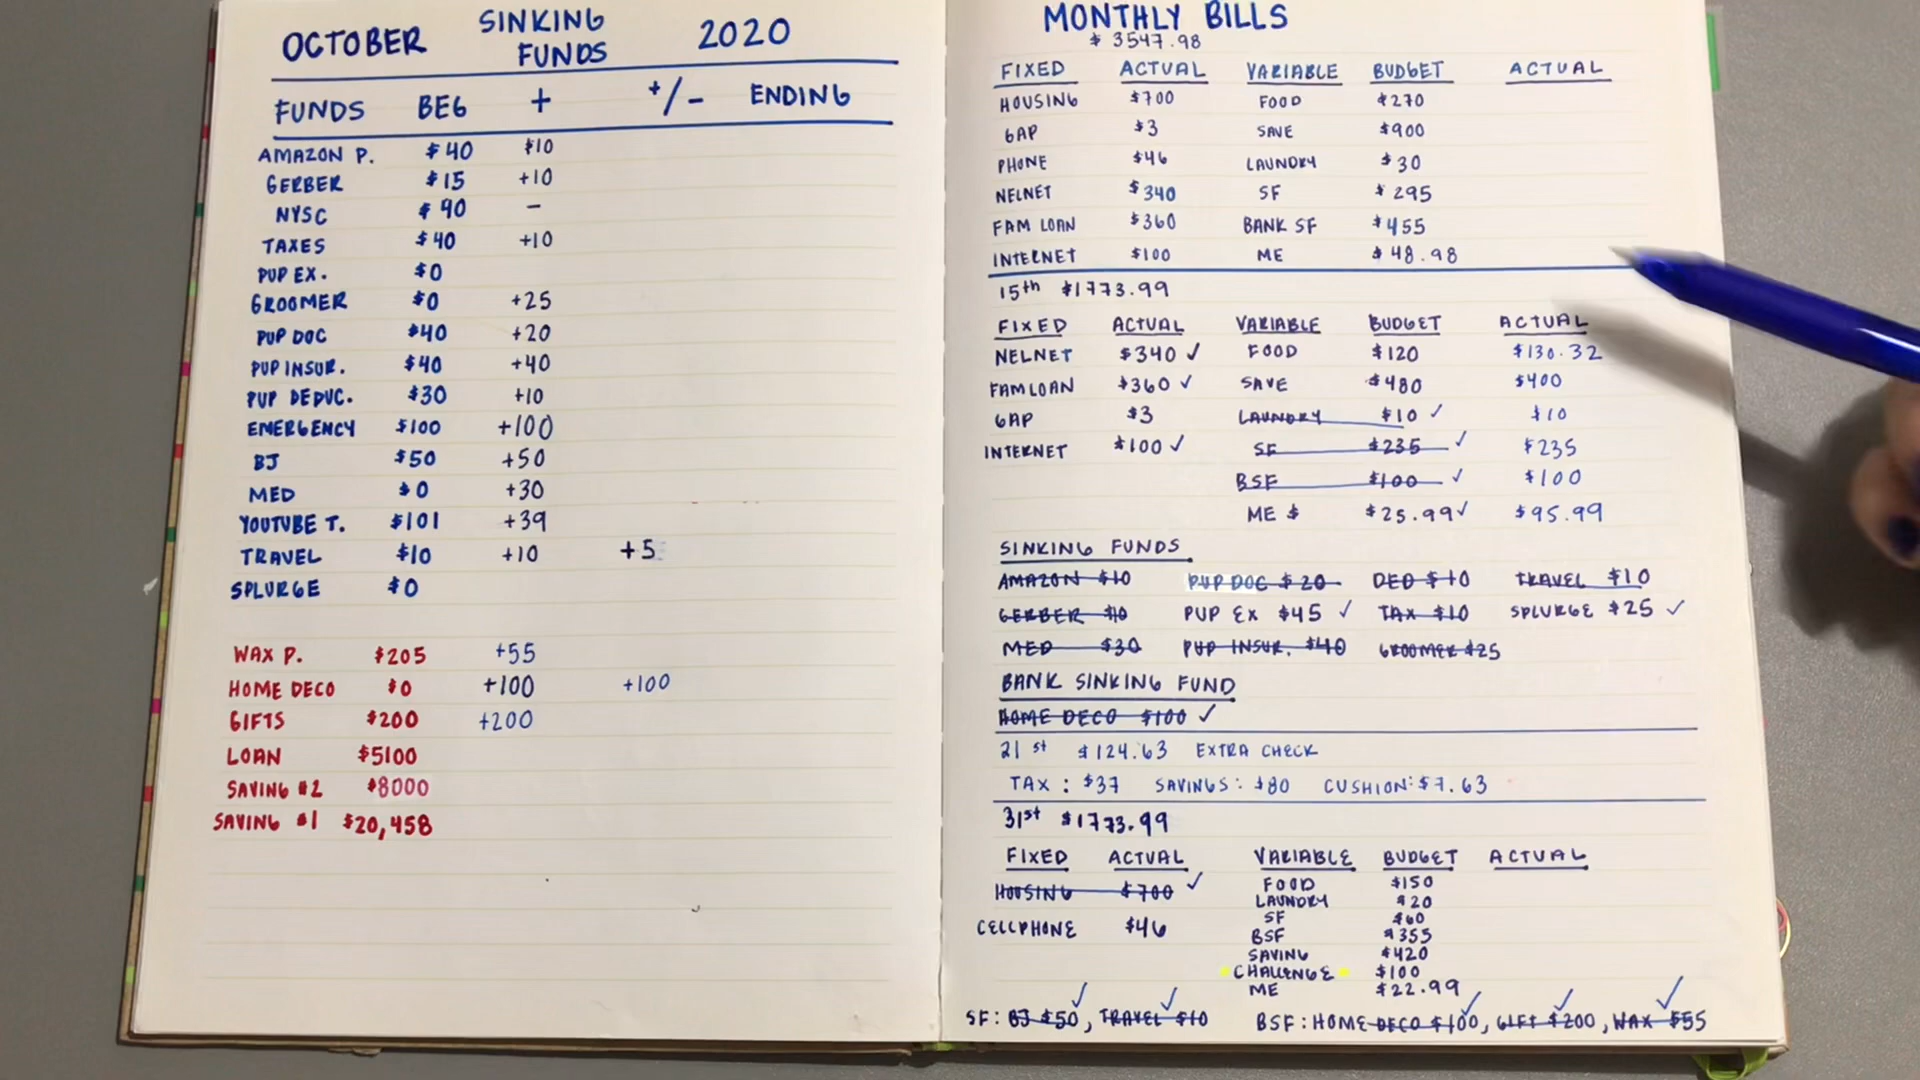 OCTOBER SINKING FUNDS 2020
FUNDS BEG + +/- ENDING
AMAZON P. $40 $10
GERBER $15 +10
NYSC $90 -
TAXES $40 +10
PUP EX. $0
GROOMER $0 +25
PUP DOC $40 +20
PUP INSUR. $40 +40
PUP DEDUC. $30 +10
EMERGENCY $100 +100
BJ $50 +50
MED $0 +30
YOUTUBE T. $101 +39
TRAVEL $10 +10 +5
SPLURGE $0
WAX P. $205 +55
HOME DECO $0 +100 +100
GIFTS $200 +200
LOAN $5100
SAVING #2 $8000
SAVING #1 $20,458
MONTHLY BILLS
$3547.98
FIXED ACTUAL VARIABLE BUDGET ACTUAL
HOUSING $700 FOOD $270
GAP $3 SAVE $900
PHONE $46 LAUNDRY $30
NELNET $340 SF $295
FAM LOAN $360 BANK SF $455
INTERNET $100 ME $48.98
15th $1773.99
FIXED ACTUAL VARIABLE BUDGET ACTUAL
NELNET $340 ✓ FOOD $120 $130.32
FAM LOAN $360 ✓ SAVE $480 $400
GAP $3 LAUNDRY $10 ✓ $10
INTERNET $100 ✓ SF $235 ✓ $235
BSF $100 ✓ $100
ME $ $25.99 ✓ $95.99
SINKING FUNDS
AMAZON $10 PUP DOC $20 DED $10 TRAVEL $10
GERBER $10 PUP EX $45 ✓ TAX $10 SPLURGE $25 ✓
MED $30 PUP INSUR. $40 GROOMER $25
BANK SINKING FUND
HOME DECO $100 ✓
21st $124.63 EXTRA CHECK
TAX: $37 SAVINGS: $80 CUSHION: $7.63
31st $1773.99
FIXED ACTUAL VARIABLE BUDGET ACTUAL
HOUSING $700 ✓ FOOD $150
LAUNDRY $20
SF $60
CELLPHONE $46 BSF $355
SAVING $420
CHALLENGE $100
ME $22.99
SF: BJ $50 ✓, TRAVEL $10 ✓ BSF: HOME DECO $100 ✓, GIFT $200 ✓, WAX $55 ✓